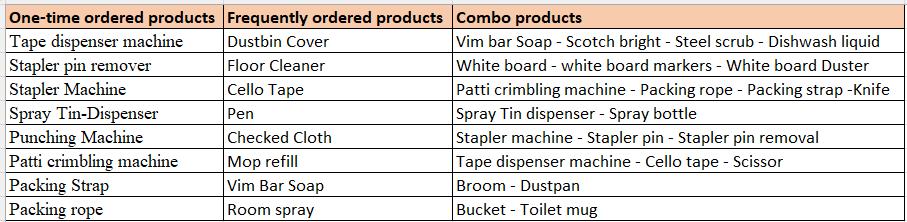 One-time ordered products Frequently ordered products Combo products
Tape dispenser machine Dustbin Cover Vim bar Soap - Scotch bright - Steel scrub - Dishwash liquid
Stapler pin remover Floor Cleaner White board - white board markers - White board Duster
Stapler Machine Cello Tape Patti crimbling machine - Packing rope - Packing strap -Knife
Spray Tin-Dispenser Pen Spray Tin dispenser - Spray bottle
Punching Machine Checked Cloth Stapler machine - Stapler pin - Stapler pin removal
Patti crimbling machine Mop refill Tape dispenser machine - Cello tape - Scissor
Packing Strap Vim Bar Soap Broom - Dustpan
Packing rope Room spray Bucket - Toilet mug